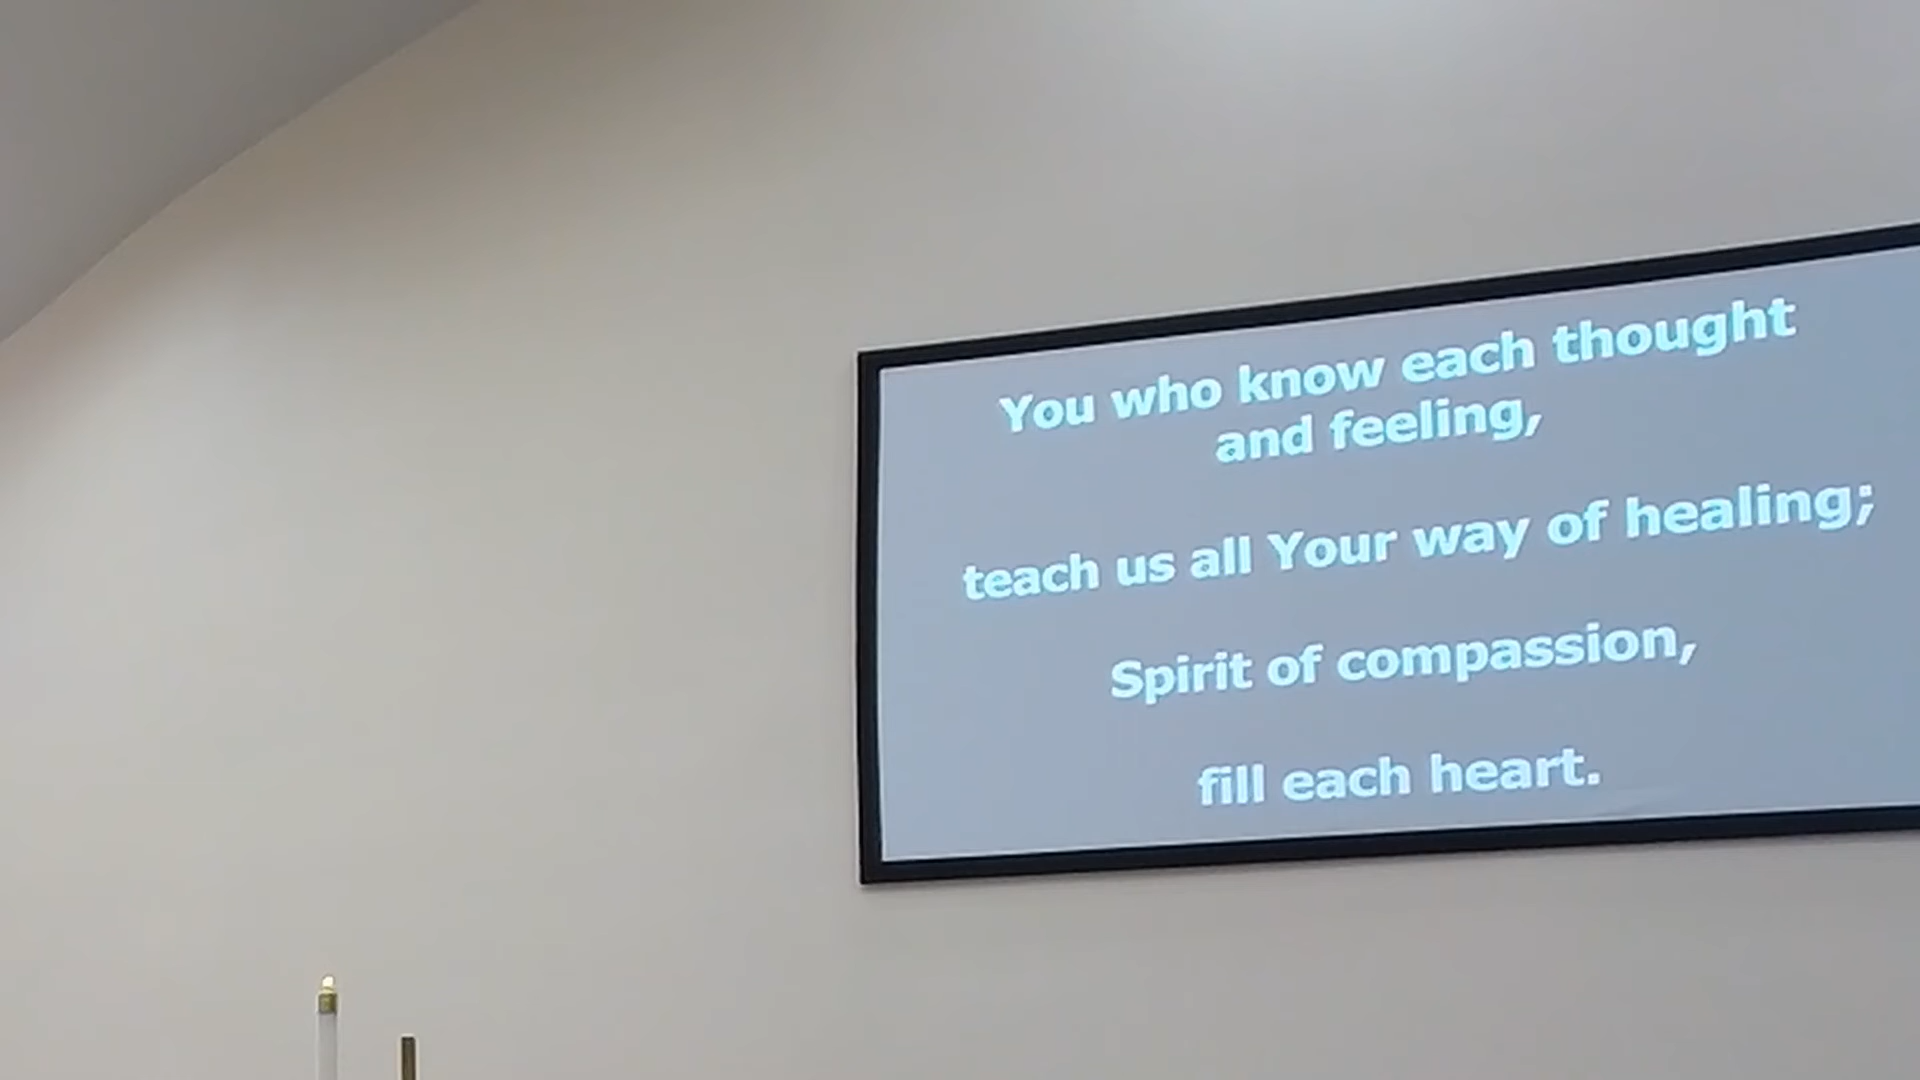 You who know each thought
and feeling,
teach us all Your way of healing;
Spirit of compassion,
fill each heart.